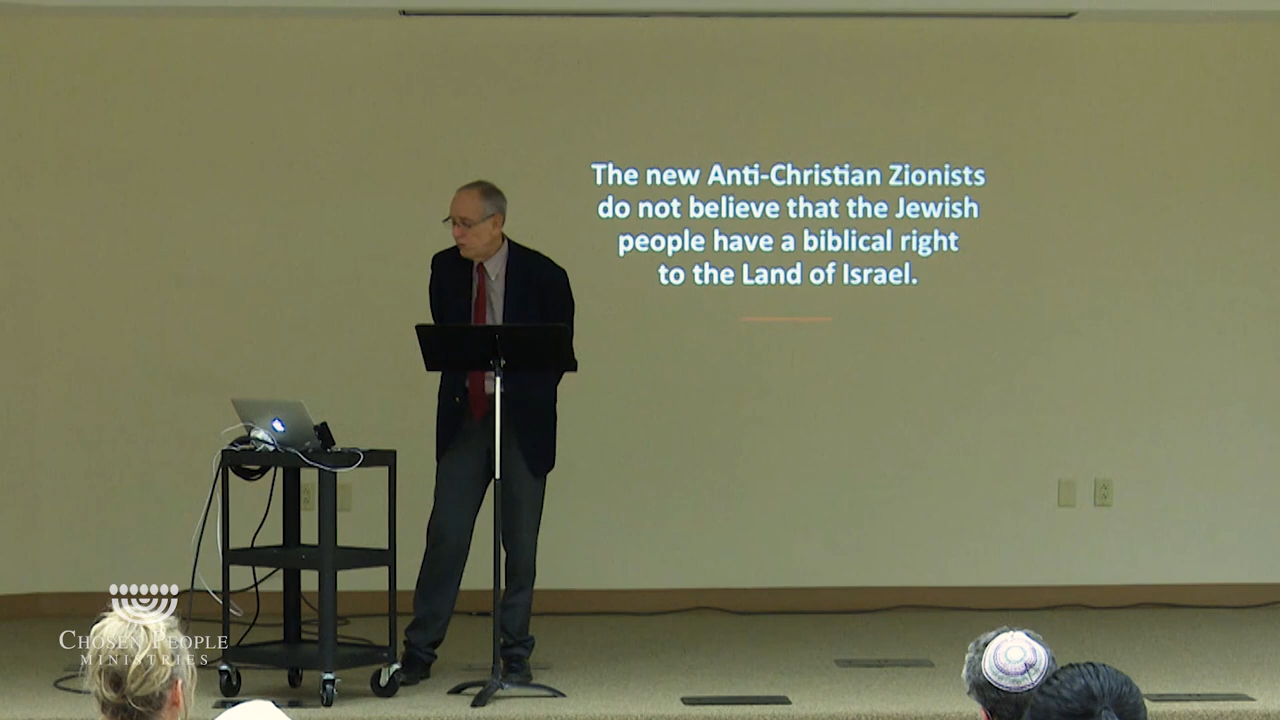 The new Anti-Christian Zionists
do not believe that the Jewish
people have a biblical right
to the Land of Israel.
CHOSEN PEOPLE
MINISTRIES